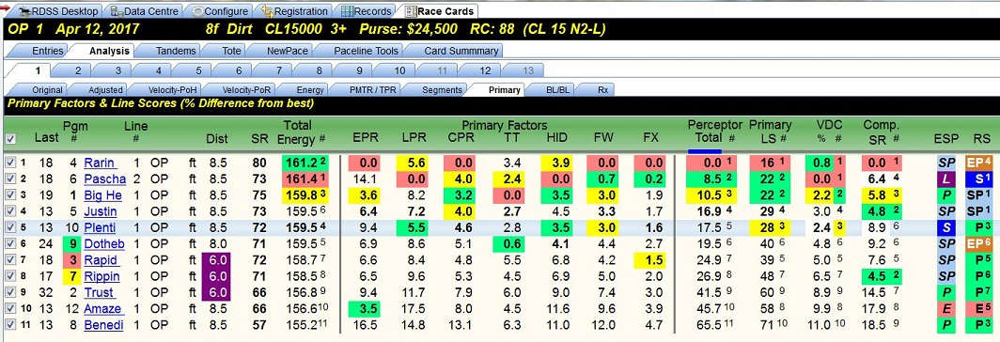 RDSS Desktop Data Centre Configure Registration Records Race Cards
OP 1 Apr 12, 2017 8f Dirt CL15000 3+ Purse: $24,500 RC: 88 (CL 15 N2-L)
Entries Analysis Tandems Tote NewPace Paceline Tools Card Summmary
1 2 3 4 5 6 7 8 9 10 11 12 13
Original Adjusted Velocity-PoH Velocity-PoR Energy PMTR / TPR Segments Primary BL/BL Rx
Primary Factors & Line Scores (% Difference from best)
Pgm Line Total Primary Factors Perceptor Primary VDC Comp.
Last # # Dist SR Energy # EPR LPR CPR TT HID FW FX Total # LS # % # SR # ESP RS
1 18 4 Rarin 1 OP ft 8.5 80 161.2 2 0.0 5.6 0.0 3.4 3.9 0.0 0.0 0.0 1 16 1 0.8 1 0.0 1 SP EP 4
2 18 6 Pascha 2 OP ft 8.5 73 161.4 1 14.1 0.0 4.0 2.4 0.0 0.7 0.2 8.5 2 22 2 0.0 1 6.4 4 L S 1
3 19 1 Big He 1 OP ft 8.5 75 159.8 3 3.6 8.2 3.2 0.0 3.5 3.0 1.9 10.5 3 22 2 2.2 2 5.8 3 P SP 1
4 13 5 Justin 1 OP ft 8.5 73 159.5 6 6.4 7.2 4.0 2.7 4.5 3.3 1.7 16.9 4 29 4 3.0 4 4.8 2 SP SP 1
5 13 10 Plenti 1 OP ft 8.5 72 159.5 4 9.4 5.5 4.6 2.8 3.5 3.0 1.6 17.5 5 28 3 2.4 3 8.9 6 S P 3
6 24 9 Dotheb 1 OP ft 8.0 71 159.5 5 6.9 8.6 5.1 0.6 4.1 4.4 2.7 19.5 6 40 6 4.8 6 9.2 6 SP EP 6
7 18 3 Rapid 1 OP ft 6.0 72 158.7 7 6.6 8.4 4.8 5.5 6.8 4.2 1.5 24.9 7 39 5 5.0 5 7.6 5 SP P 5
8 17 7 Rippin 1 OP ft 6.0 71 158.5 8 6.5 9.6 5.3 4.5 6.9 5.0 2.0 26.9 8 48 7 6.5 7 4.5 2 SP P 6
9 32 2 Trust 1 OP ft 6.0 66 156.8 9 9.4 11.7 7.9 6.0 9.0 7.4 3.0 41.5 9 60 9 8.9 9 14.5 7 P P 3
10 13 12 Amaze 1 OP ft 8.5 66 156.6 10 3.5 17.5 8.0 4.5 11.6 9.6 3.9 45.7 10 58 8 9.9 8 17.9 8 E E 5
11 13 8 Benedi 1 OP ft 8.5 57 155.2 11 16.5 14.8 13.1 6.3 11.0 12.0 4.7 65.5 11 71 10 11.0 10 18.5 9 P P 3